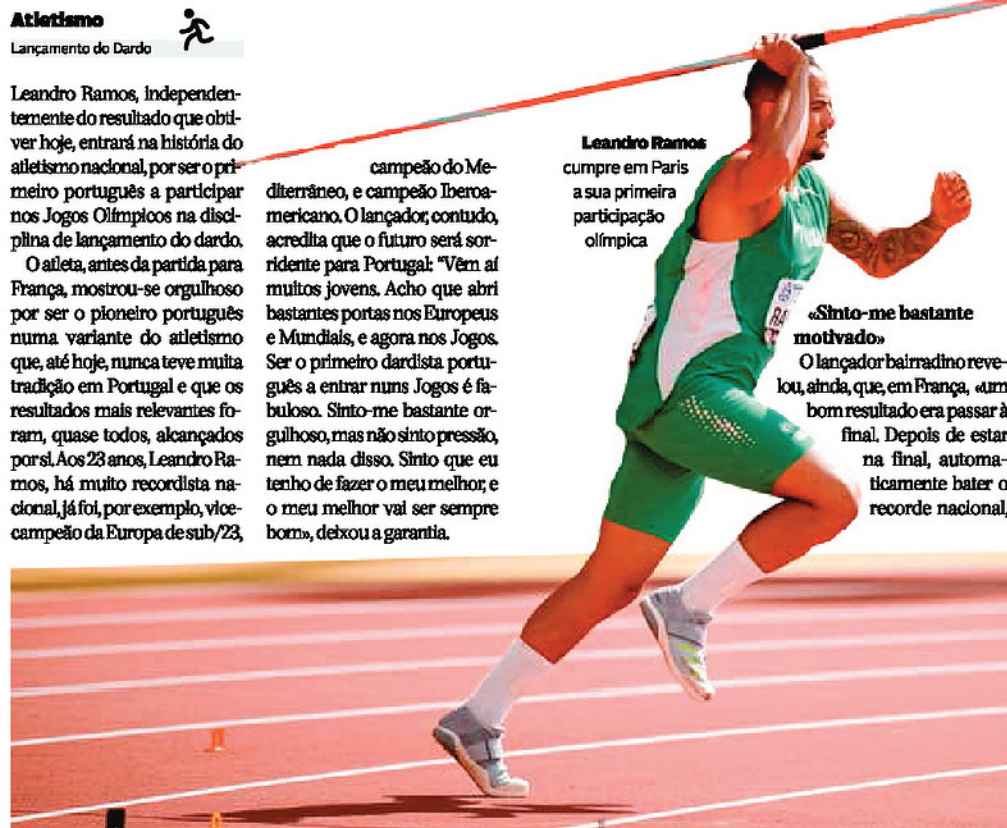 Atletismo
Lançamento do Dardo
Leandro Ramos, independen-
temente do resultado que obti-
ver hoje, entrará na história do
atletismo nacional, por ser o pri-
meiro português a participar
nos Jogos Olímpicos na disci-
plina de lançamento do dardo.
O atleta, antes da partida para
França, mostrou-se orgulhoso
por ser o pioneiro português
numa variante do atletismo
que, até hoje, nunca teve muita
tradição em Portugal e que os
resultados mais relevantes fo-
ram, quase todos, alcançados
por si. Aos 23 anos, Leandro Ra-
mos, há muito recordista na-
cional, já foi, por exemplo, vice-
campeão da Europa de sub/23,
campeão do Me-
diterrâneo, e campeão Iberoa-
mericano. O lançador, contudo,
acredita que o futuro será sor-
ridente para Portugal: “Vêm aí
muitos jovens. Acho que abri
bastantes portas nos Europeus
e Mundiais, e agora nos Jogos.
Ser o primeiro dardista portu-
guês a entrar nuns Jogos é fa-
buloso. Sinto-me bastante or-
gulhoso, mas não sinto pressão,
nem nada disso. Sinto que eu
tenho de fazer o meu melhor, e
o meu melhor vai ser sempre
bom», deixou a garantia.
Leandro Ramos
cumpre em Paris
a sua primeira
participação
olímpica
«Sinto-me bastante
motivado»
O lançador bairradino reve-
lou, ainda, que, em França, «um
bom resultado era passar à
final. Depois de estar
na final, automa-
ticamente bater o
recorde nacional,
RA